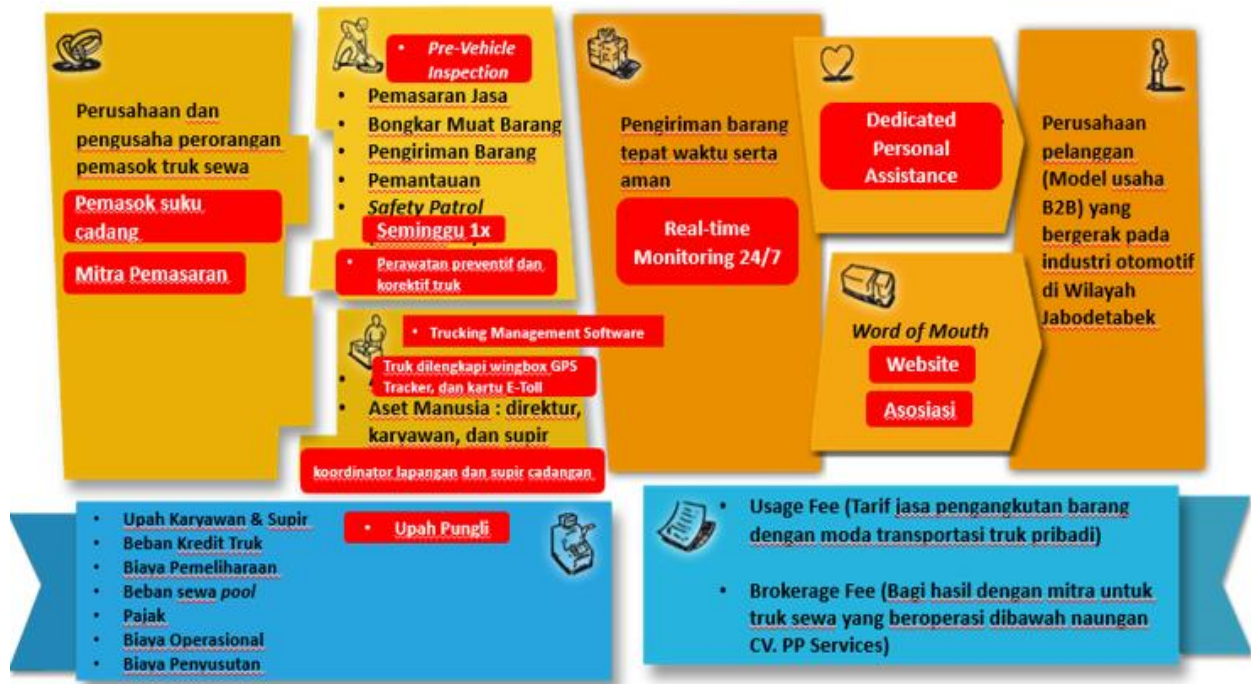 Perusahaan dan
pengusaha perorangan
pemasok truk sewa
Pemasok suku
cadang
Mitra Pemasaran
• Pre-Vehicle
Inspection
• Pemasaran Jasa
• Bongkar Muat Barang
• Pengiriman Barang
• Pemantauan
• Safety Patrol
Seminggu 1x
• Perawatan preventif dan
korektif truk
• Trucking Management Software
Truk dilengkapi wingbox GPS
Tracker, dan kartu E-Toll
• Aset Manusia : direktur,
karyawan, dan supir
koordinator lapangan dan supir cadangan
Pengiriman barang
tepat waktu serta
aman
Real-time
Monitoring 24/7
Dedicated
Personal
Assistance
Word of Mouth
Website
Asosiasi
Perusahaan
pelanggan
(Model usaha
B2B) yang
bergerak pada
industri otomotif
di Wilayah
Jabodetabek
• Upah Karyawan & Supir
• Beban Kredit Truk
• Biaya Pemeliharaan
• Beban sewa pool
• Pajak
• Biaya Operasional
• Biaya Penyusutan
• Upah Pungli
• Usage Fee (Tarif jasa pengangkutan barang
dengan moda transportasi truk pribadi)
• Brokerage Fee (Bagi hasil dengan mitra untuk
truk sewa yang beroperasi dibawah naungan
CV. PP Services)